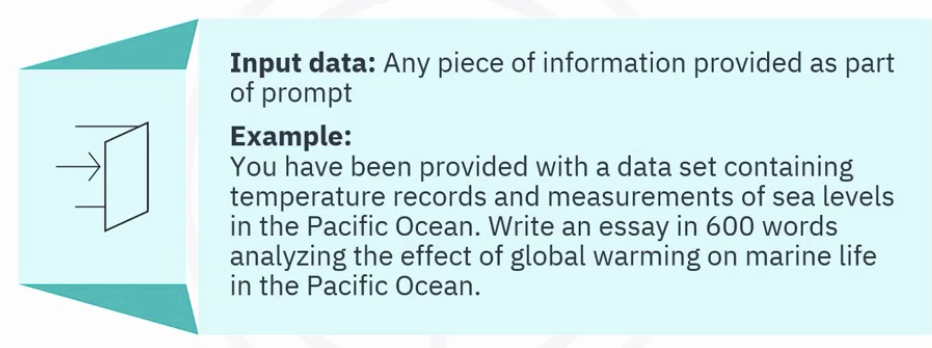 Input data: Any piece of information provided as part
of prompt
Example:
You have been provided with a data set containing
temperature records and measurements of sea levels
in the Pacific Ocean. Write an essay in 600 words
analyzing the effect of global warming on marine life
in the Pacific Ocean.